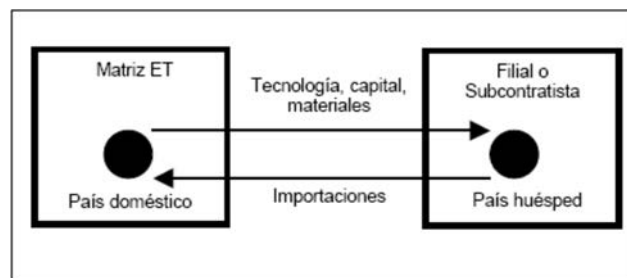 Matriz ET
Filial o
Subcontratista
Tecnología, capital,
materiales
Importaciones
País doméstico
País huésped